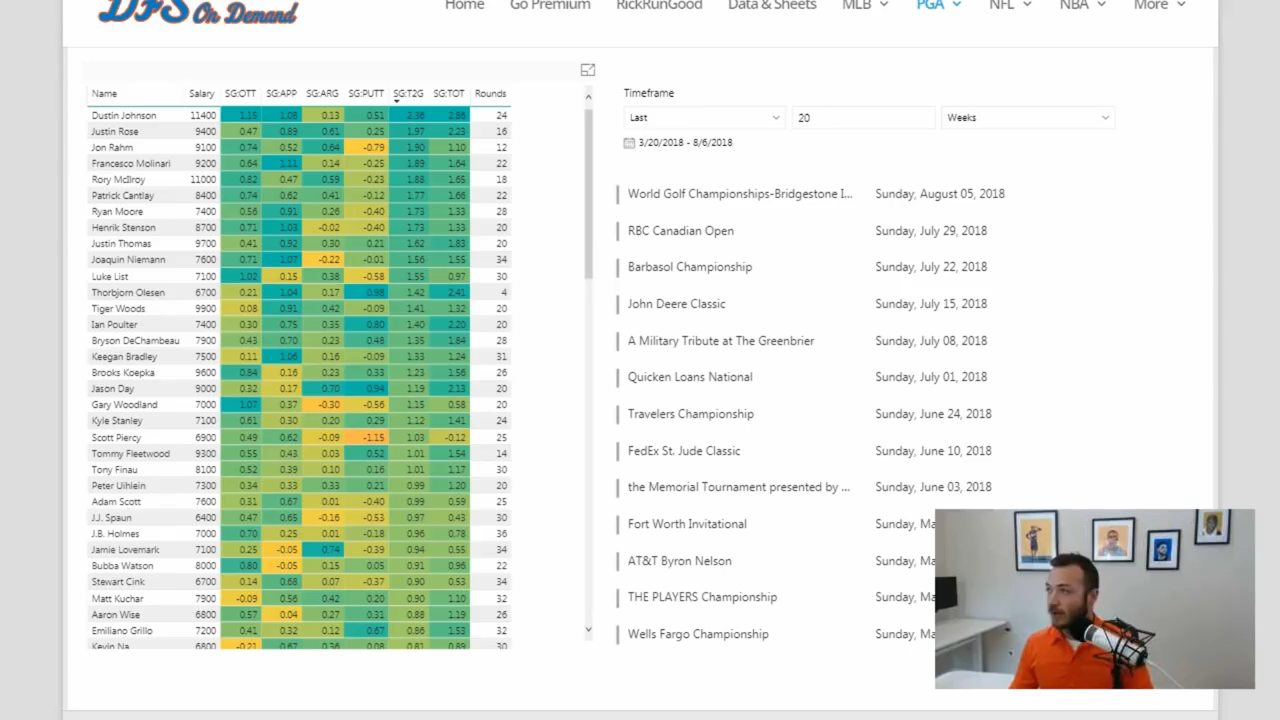 DFS On Demand
Home Go Premium RickRunGood Data & Sheets MLB PGA NFL NBA More
Name Salary SG:OTT SG:APP SG:ARG SG:PUTT SG:T2G SG:TOT Rounds
Dustin Johnson 11400 1.15 1.08 0.13 0.51 2.36 2.86 24
Justin Rose 9400 0.47 0.89 0.61 0.25 1.97 2.23 16
Jon Rahm 9100 0.74 0.52 0.64 -0.79 1.90 1.10 12
Francesco Molinari 9200 0.64 1.11 0.14 -0.25 1.89 1.64 22
Rory McIlroy 11000 0.82 0.47 0.59 -0.23 1.88 1.65 18
Patrick Cantlay 8400 0.74 0.62 0.41 -0.12 1.77 1.66 22
Ryan Moore 7400 0.56 0.91 0.26 -0.40 1.73 1.33 28
Henrik Stenson 8700 0.71 1.03 -0.02 -0.40 1.73 1.33 20
Justin Thomas 9700 0.41 0.92 0.30 0.21 1.62 1.83 20
Joaquin Niemann 7600 0.71 1.07 -0.22 -0.01 1.56 1.55 34
Luke List 7100 1.02 0.15 0.38 -0.58 1.55 0.97 30
Thorbjorn Olesen 6700 0.21 1.04 0.17 0.98 1.42 2.41 4
Tiger Woods 9900 0.08 0.91 0.42 -0.09 1.41 1.32 20
Ian Poulter 7400 0.30 0.75 0.35 0.80 1.40 2.20 20
Bryson DeChambeau 7900 0.43 0.70 0.23 0.48 1.35 1.84 28
Keegan Bradley 7500 0.11 1.06 0.16 -0.09 1.33 1.24 31
Brooks Koepka 9600 0.84 0.16 0.23 0.33 1.23 1.56 26
Jason Day 9000 0.32 0.17 0.70 0.94 1.19 2.13 20
Gary Woodland 7000 1.07 0.37 -0.30 -0.56 1.15 0.58 20
Kyle Stanley 7100 0.61 0.30 0.20 0.29 1.12 1.41 24
Scott Piercy 6900 0.49 0.62 -0.09 -1.15 1.03 -0.12 25
Tommy Fleetwood 9300 0.55 0.43 0.03 0.52 1.01 1.54 14
Tony Finau 8100 0.52 0.39 0.10 0.16 1.01 1.17 30
Peter Uihlein 7300 0.34 0.33 0.33 0.21 0.99 1.20 20
Adam Scott 7600 0.31 0.67 0.01 -0.40 0.99 0.59 25
J.J. Spaun 6400 0.47 0.65 -0.16 -0.53 0.97 0.43 30
J.B. Holmes 7000 0.70 0.25 0.01 -0.18 0.96 0.78 36
Jamie Lovemark 7100 0.25 -0.05 0.74 -0.39 0.94 0.55 34
Bubba Watson 8000 0.80 -0.05 0.15 0.05 0.91 0.96 22
Stewart Cink 6700 0.14 0.68 0.07 -0.37 0.90 0.53 34
Matt Kuchar 7900 -0.09 0.56 0.42 0.20 0.90 1.10 32
Aaron Wise 6800 0.57 0.04 0.27 0.31 0.88 1.19 26
Emiliano Grillo 7200 0.41 0.32 0.12 0.67 0.86 1.53 32
Kevin Na 6800 -0.21 0.67 0.36 0.08 0.81 0.89 30
Timeframe
Last 20 Weeks
3/20/2018 - 8/6/2018
World Golf Championships-Bridgestone I... Sunday, August 05, 2018
RBC Canadian Open Sunday, July 29, 2018
Barbasol Championship Sunday, July 22, 2018
John Deere Classic Sunday, July 15, 2018
A Military Tribute at The Greenbrier Sunday, July 08, 2018
Quicken Loans National Sunday, July 01, 2018
Travelers Championship Sunday, June 24, 2018
FedEx St. Jude Classic Sunday, June 10, 2018
the Memorial Tournament presented by ... Sunday, June 03, 2018
Fort Worth Invitational Sunday, Ma
AT&T Byron Nelson Sunday, Ma
THE PLAYERS Championship Sunday, Ma
Wells Fargo Championship Sunday, Ma